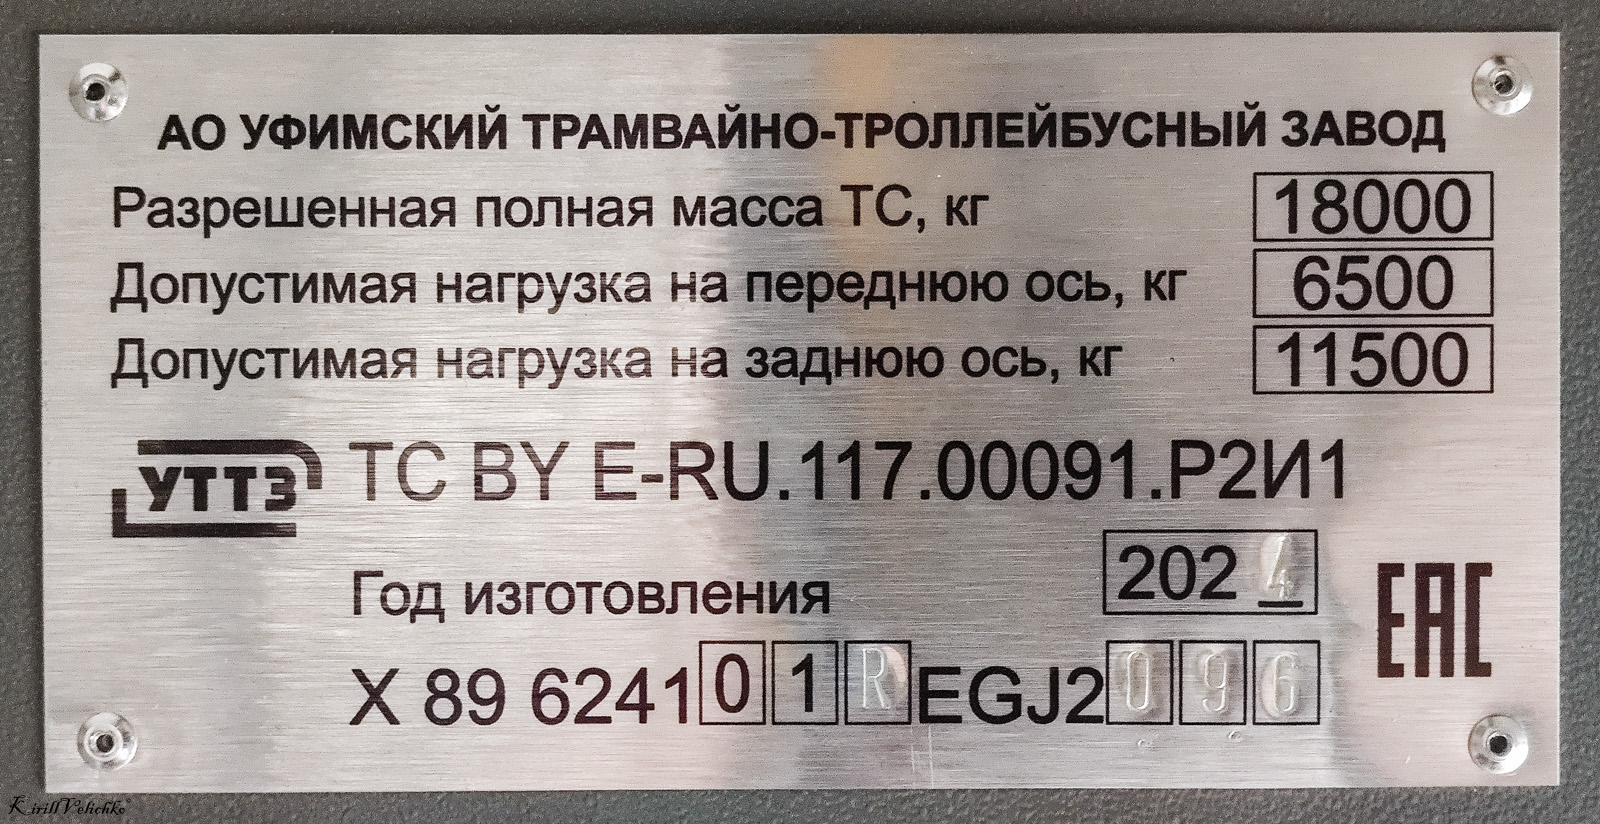 АО УФИМСКИЙ ТРАМВАЙНО-ТРОЛЛЕЙБУСНЫЙ ЗАВОД
Разрешенная полная масса ТС, кг 18000
Допустимая нагрузка на переднюю ось, кг 6500
Допустимая нагрузка на заднюю ось, кг 11500
УТТЗ ТС BY E-RU.117.00091.Р2И1
Год изготовления 2024
EAC
X 89 624101REGJ2096
KirillVelichko